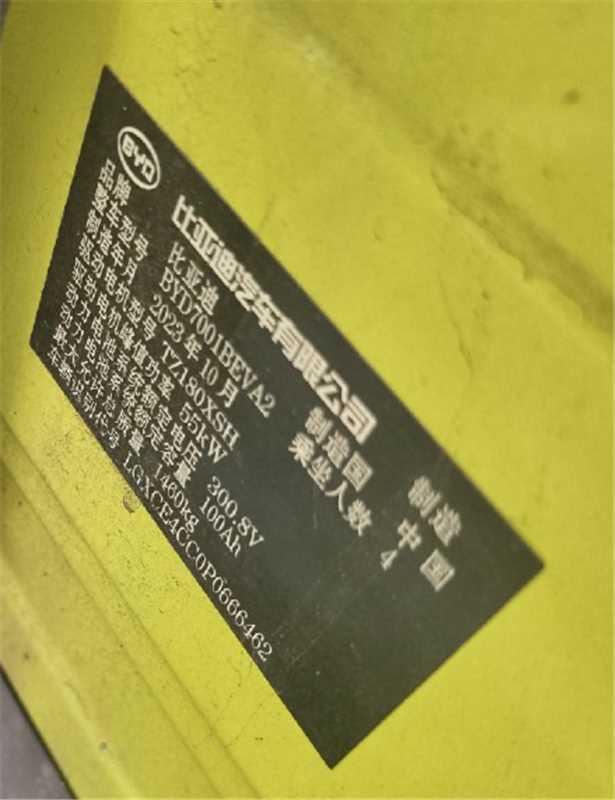 BYD
比亚迪汽车有限公司 制造
品牌 比亚迪 制造国 中国
整车型号 BYD7001BEVA2 乘坐人数 4
制造年月 2023年10月
驱动电机型号 TZ180XSH
驱动电机峰值功率 55kW
动力电池系统额定电压 300.8V
动力电池系统额定容量 100Ah
最大允许总质量 1460kg
车辆识别代号 LGXCE4CC0P0666462